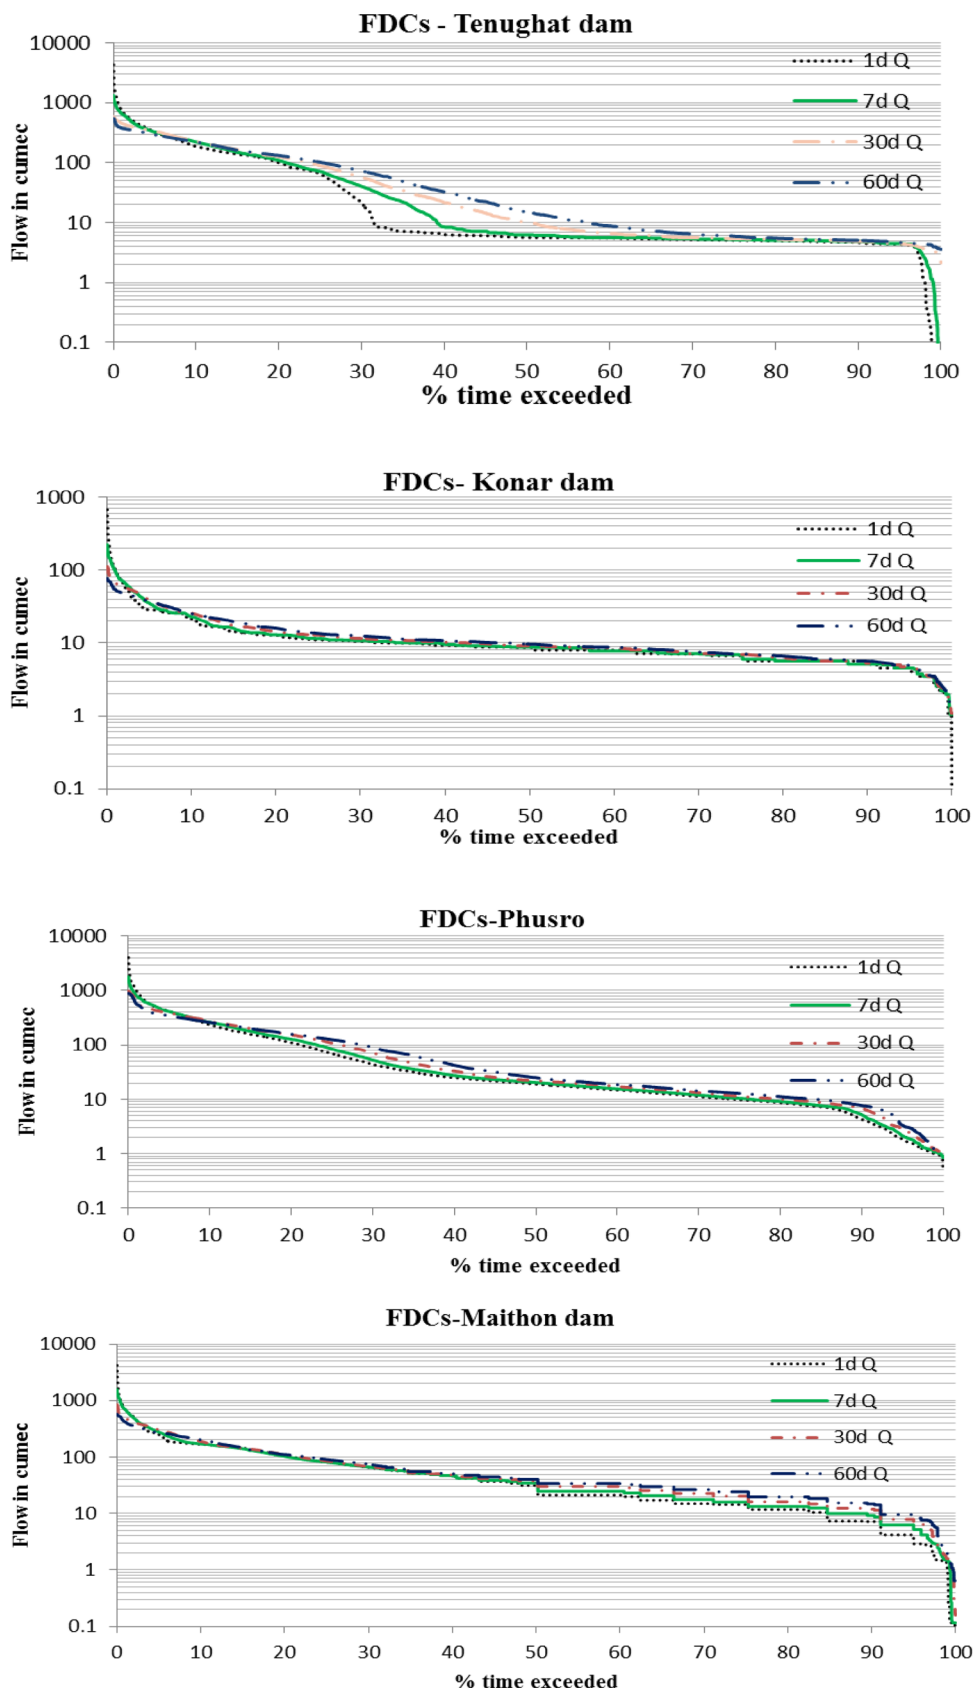 FDCs - Tenughat dam
10000
1000
100
10
1
0.1
Flow in cumec
1d Q
7d Q
30d Q
60d Q
0 10 20 30 40 50 60 70 80 90 100
% time exceeded
FDCs- Konar dam
1000
100
10
1
0.1
Flow in cumec
1d Q
7d Q
30d Q
60d Q
0 10 20 30 40 50 60 70 80 90 100
% time exceeded
FDCs-Phusro
10000
1000
100
10
1
0.1
Flow in cumec
1d Q
7d Q
30d Q
60d Q
0 10 20 30 40 50 60 70 80 90 100
% time exceeded
FDCs-Maithon dam
10000
1000
100
10
1
0.1
Flow in cumec
1d Q
7d Q
30d Q
60d Q
0 10 20 30 40 50 60 70 80 90 100
% time exceeded